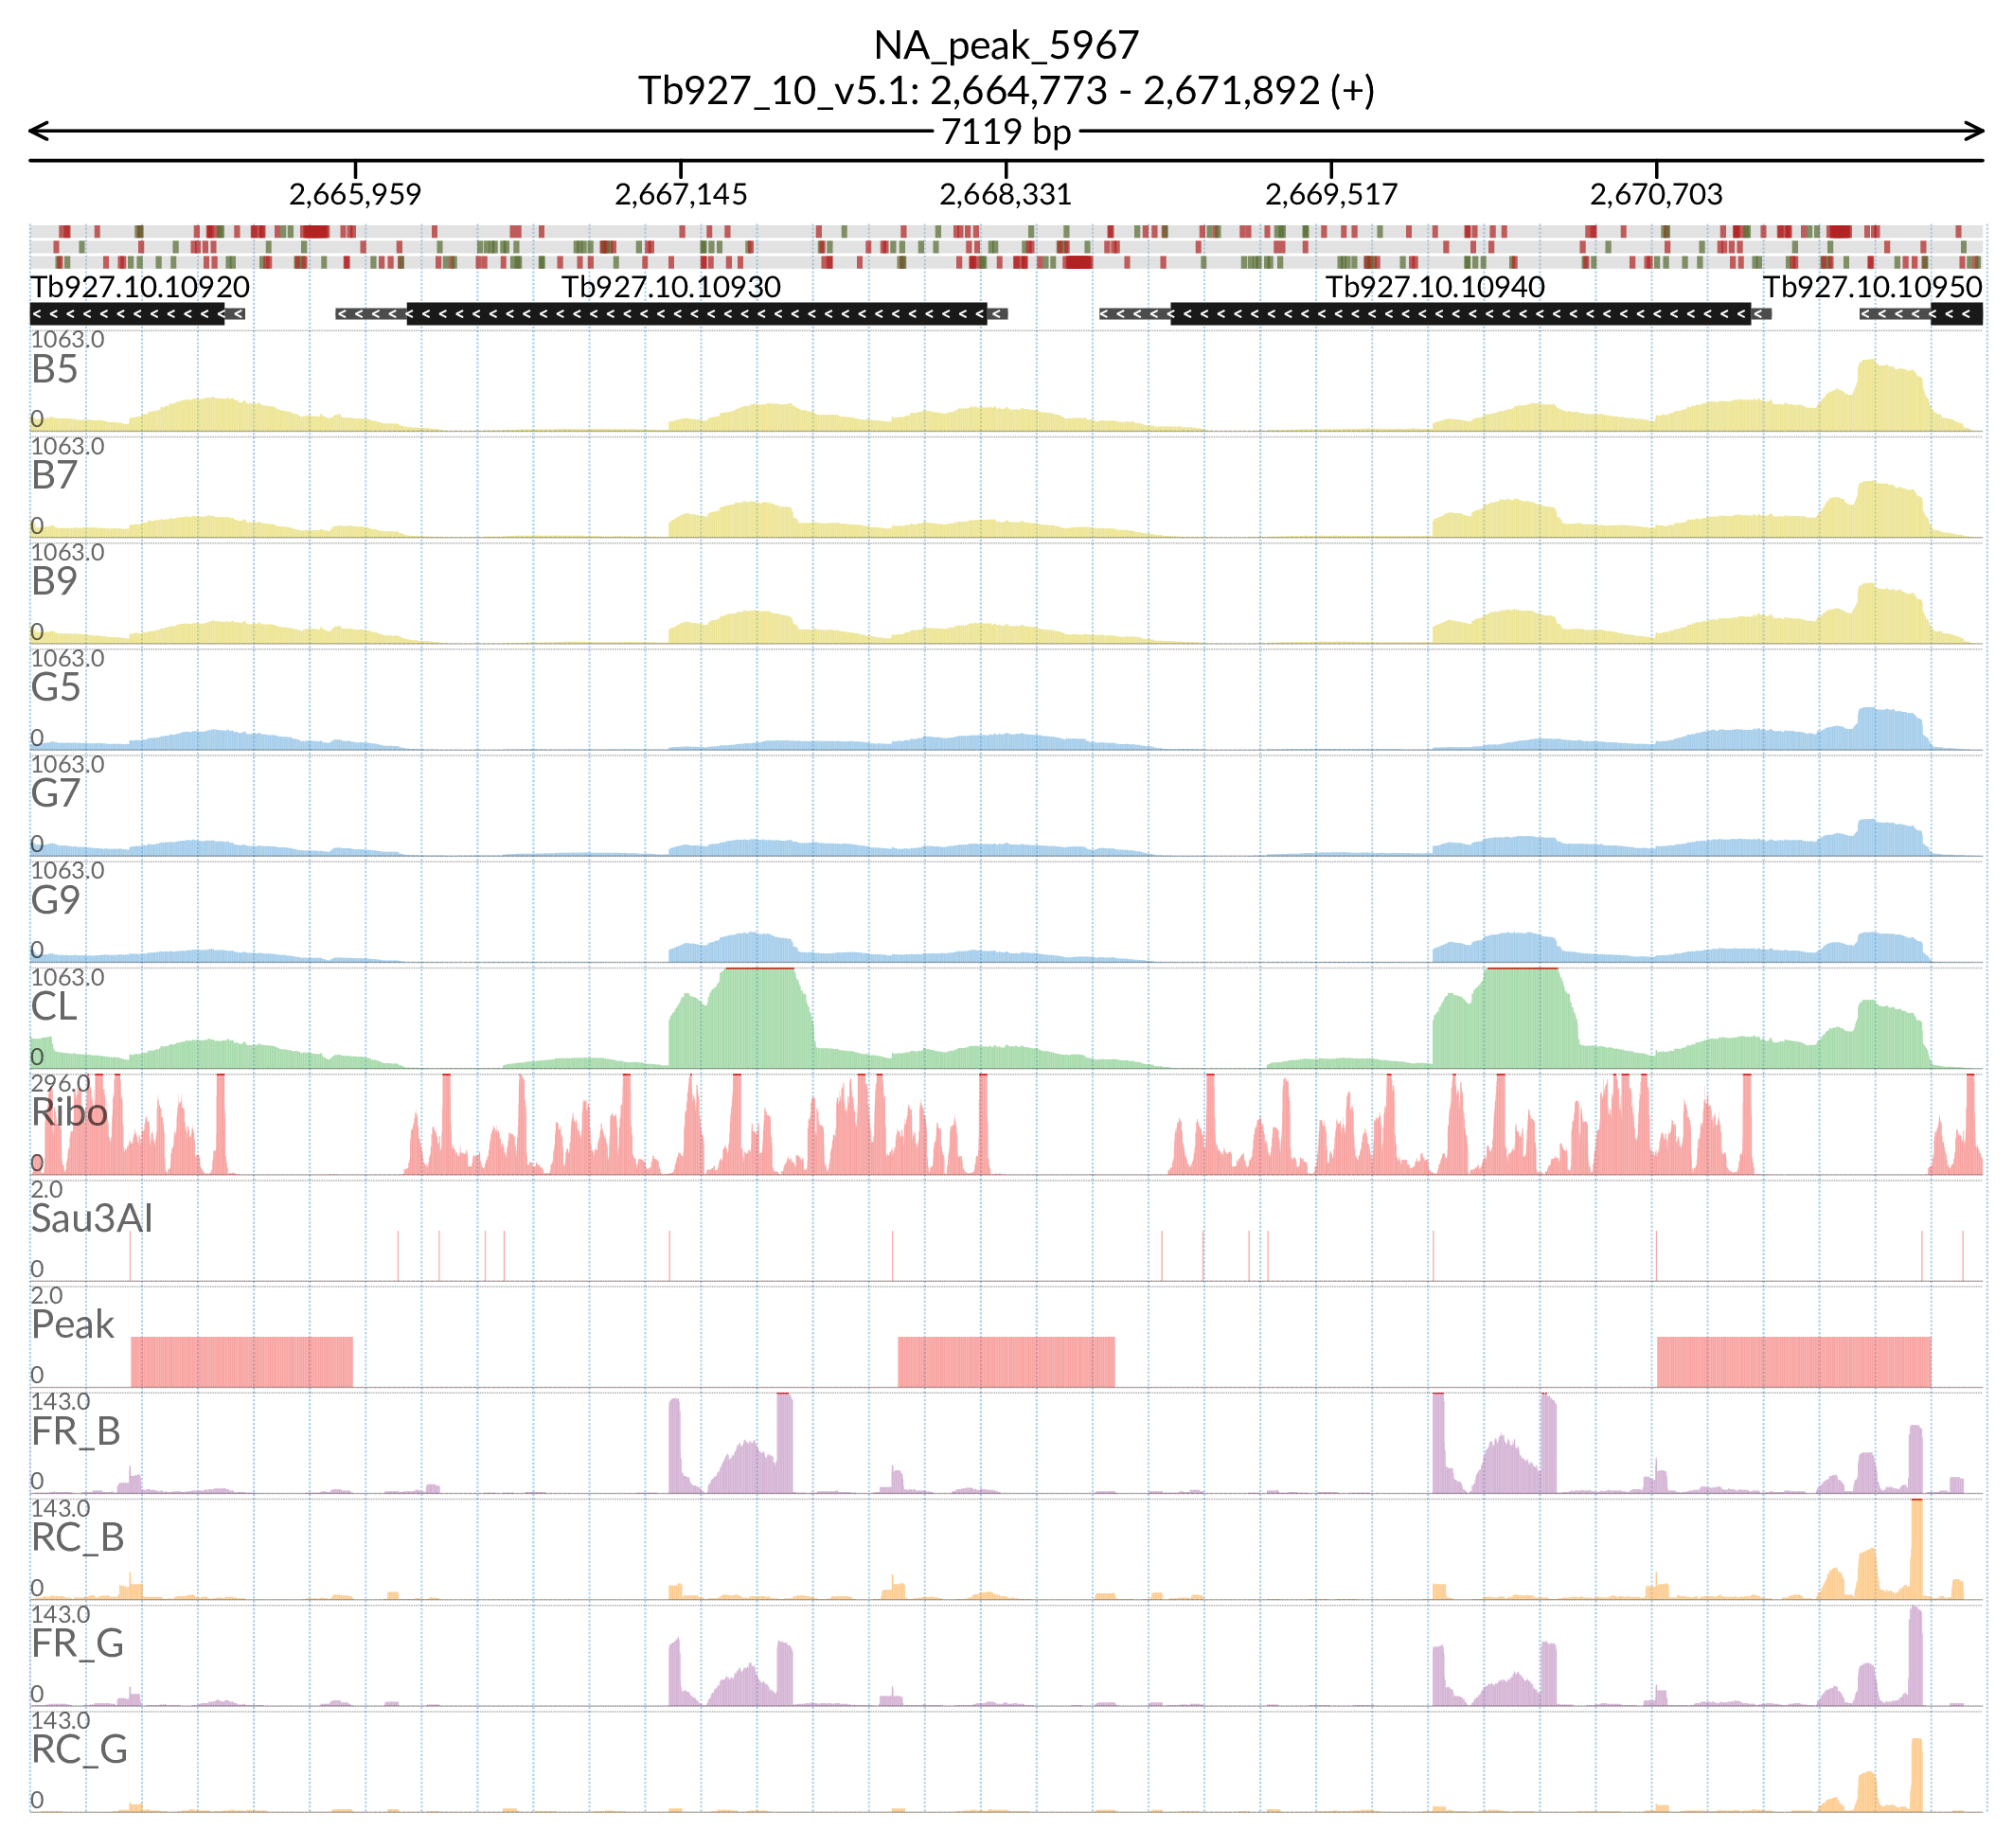 NA_peak_5967
Tb927_10_v5.1: 2,664,773 - 2,671,892 (+)
7119 bp
2,665,959 2,667,145 2,668,331 2,669,517 2,670,703
Tb927.10.10920 Tb927.10.10930 Tb927.10.10940 Tb927.10.10950
1063.0
B5
0
1063.0
B7
0
1063.0
B9
0
1063.0
G5
0
1063.0
G7
0
1063.0
G9
0
1063.0
CL
0
296.0
Ribo
0
2.0
Sau3AI
0
2.0
Peak
0
143.0
FR_B
0
143.0
RC_B
0
143.0
FR_G
0
143.0
RC_G
0